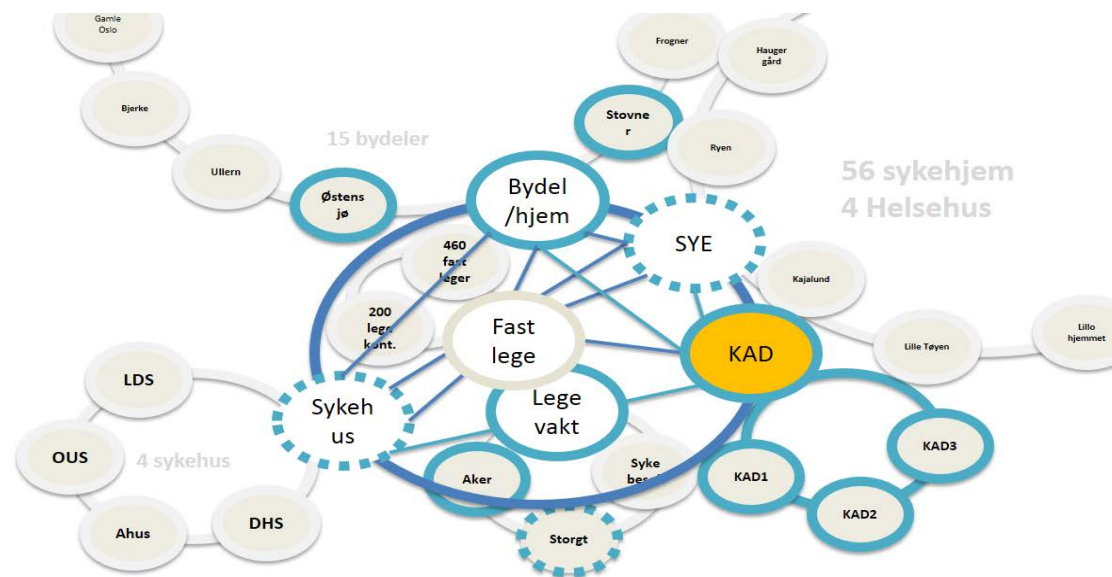 Gamle
Oslo
Bjerke
Ullern
15 bydeler
Østens
jø
Frogner
Hauger
gård
Stovne
r
Ryen
56 sykehjem
4 Helsehus
Bydel
/hjem
SYE
460
fast
leger
200
lege
kont.
Fast
lege
KAD
Kajalund
Lille Tøyen
Lillo
hjemmet
LDS
OUS
4 sykehus
Ahus
DHS
Sykeh
us
Lege
vakt
Aker
Syke
Storgt
KAD1
KAD2
KAD3